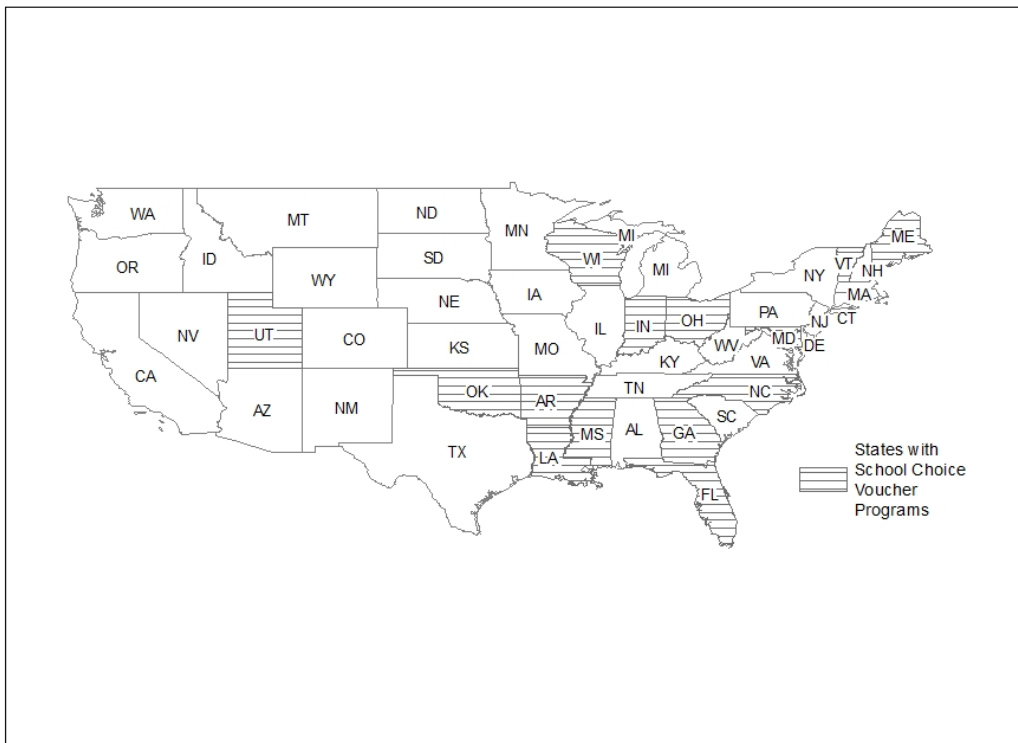 WA
MT
ND
MN
MI
ME
OR
ID
SD
WI
MI
VT
NH
NY
WY
MA
IA
NE
PA
NJ
CT
NV
UT
CO
IL
IN
OH
MD
DE
WV
VA
KS
MO
KY
CA
OK
TN
NC
AZ
NM
AR
SC
MS
AL
GA
TX
LA
FL
States with
School Choice
Voucher
Programs